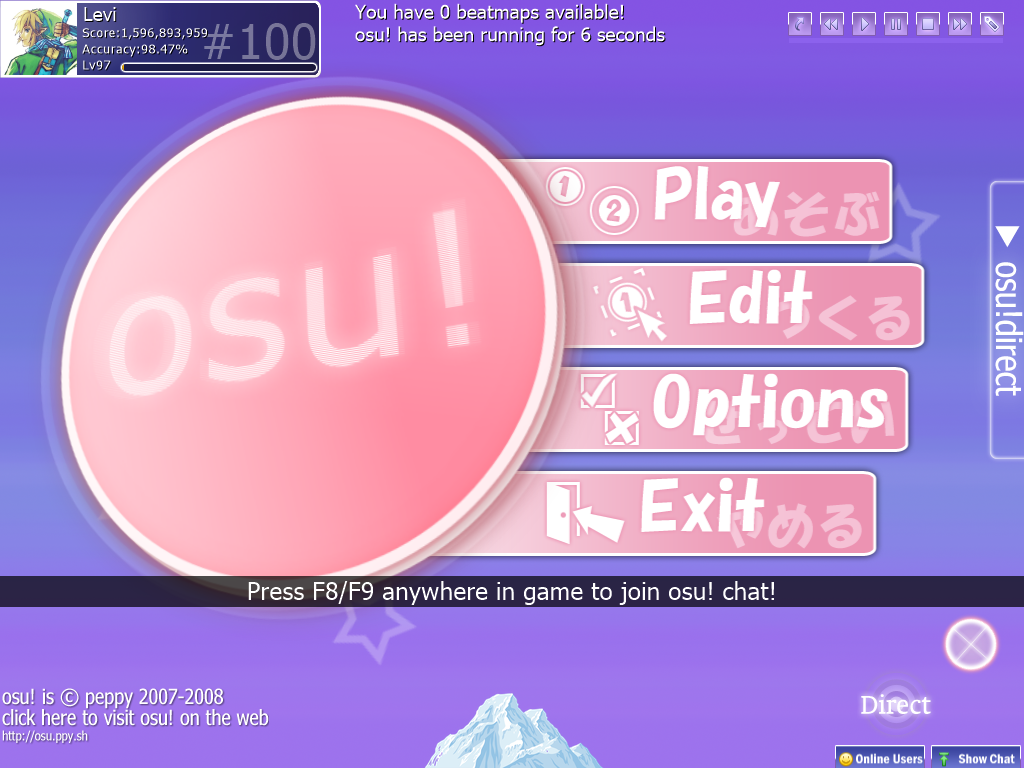 Levi
Score:1,596,893,959
Accuracy:98.47%
Lv97
#100
You have 0 beatmaps available!
osu! has been running for 6 seconds
osu!
1
2
Play
あそぶ
1
Edit
つくる
Options
せってい
Exit
やめる
osu!direct
Press F8/F9 anywhere in game to join osu! chat!
osu! is © peppy 2007-2008
click here to visit osu! on the web
http://osu.ppy.sh
Direct
Online Users
Show Chat